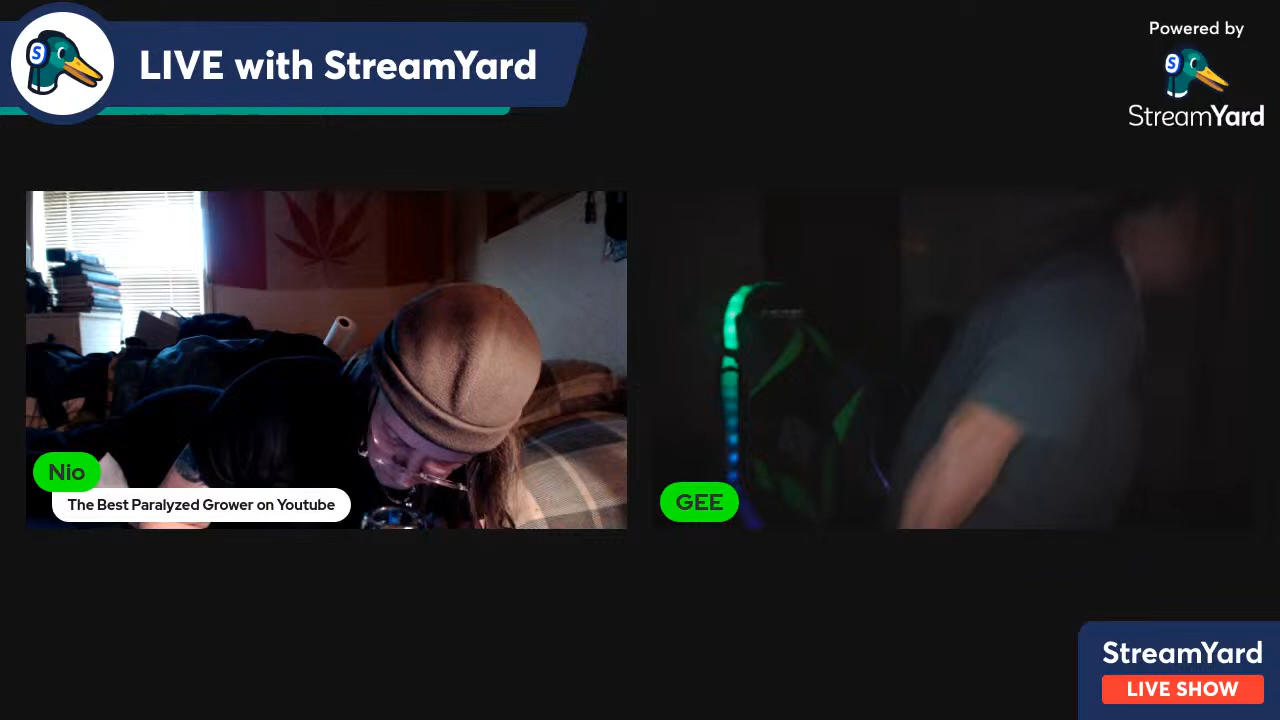 S
LIVE with StreamYard
Powered by
S
StreamYard
Nio
The Best Paralyzed Grower on Youtube
GEE
StreamYard
LIVE SHOW